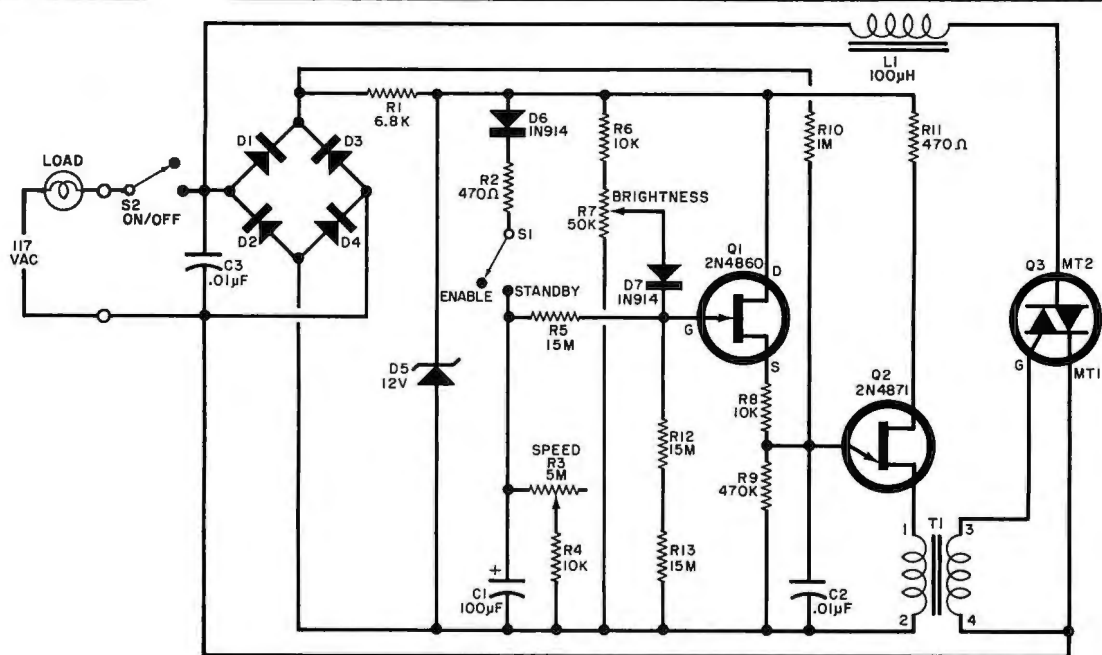 L1
100µH
LOAD
S2
ON/OFF
117
VAC
C3
.01µF
D1
D3
D2
D4
R1
6.8K
D5
12V
D6
1N914
R2
470Ω
S1
ENABLE
STANDBY
R5
15M
SPEED
R3
5M
R4
10K
+
C1
100µF
R6
10K
BRIGHTNESS
R7
50K
D7
1N914
Q1
2N4860
D
G
S
R8
10K
R9
470K
R12
15M
R13
15M
R10
1M
R11
470Ω
Q2
2N4871
C2
.01µF
T1
1
2
3
4
Q3
MT2
G
MT1